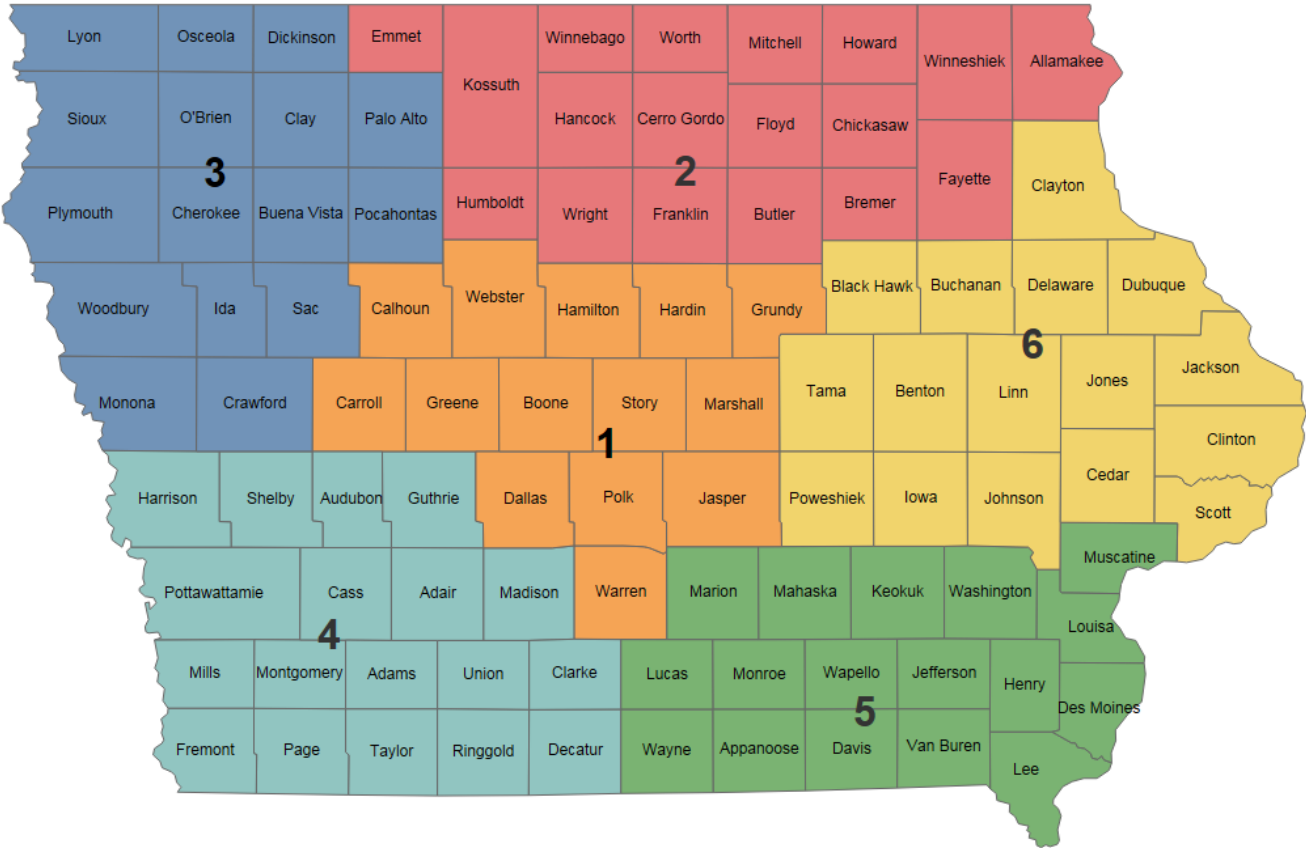 Lyon
Osceola
Dickinson
Emmet
Kossuth
Winnebago
Worth
Mitchell
Howard
Winneshiek
Allamakee
Sioux
O'Brien
Clay
Palo Alto
Hancock
Cerro Gordo
Floyd
Chickasaw
Fayette
Clayton
3
2
Plymouth
Cherokee
Buena Vista
Pocahontas
Humboldt
Wright
Franklin
Butler
Bremer
Woodbury
Ida
Sac
Calhoun
Webster
Hamilton
Hardin
Grundy
Black Hawk
Buchanan
Delaware
Dubuque
6
Monona
Crawford
Carroll
Greene
Boone
Story
Marshall
Tama
Benton
Linn
Jones
Jackson
1
Clinton
Harrison
Shelby
Audubon
Guthrie
Dallas
Polk
Jasper
Poweshiek
Iowa
Johnson
Cedar
Scott
Muscatine
Pottawattamie
Cass
Adair
Madison
Warren
Marion
Mahaska
Keokuk
Washington
Louisa
4
Mills
Montgomery
Adams
Union
Clarke
Lucas
Monroe
Wapello
Jefferson
Henry
Des Moines
5
Fremont
Page
Taylor
Ringgold
Decatur
Wayne
Appanoose
Davis
Van Buren
Lee